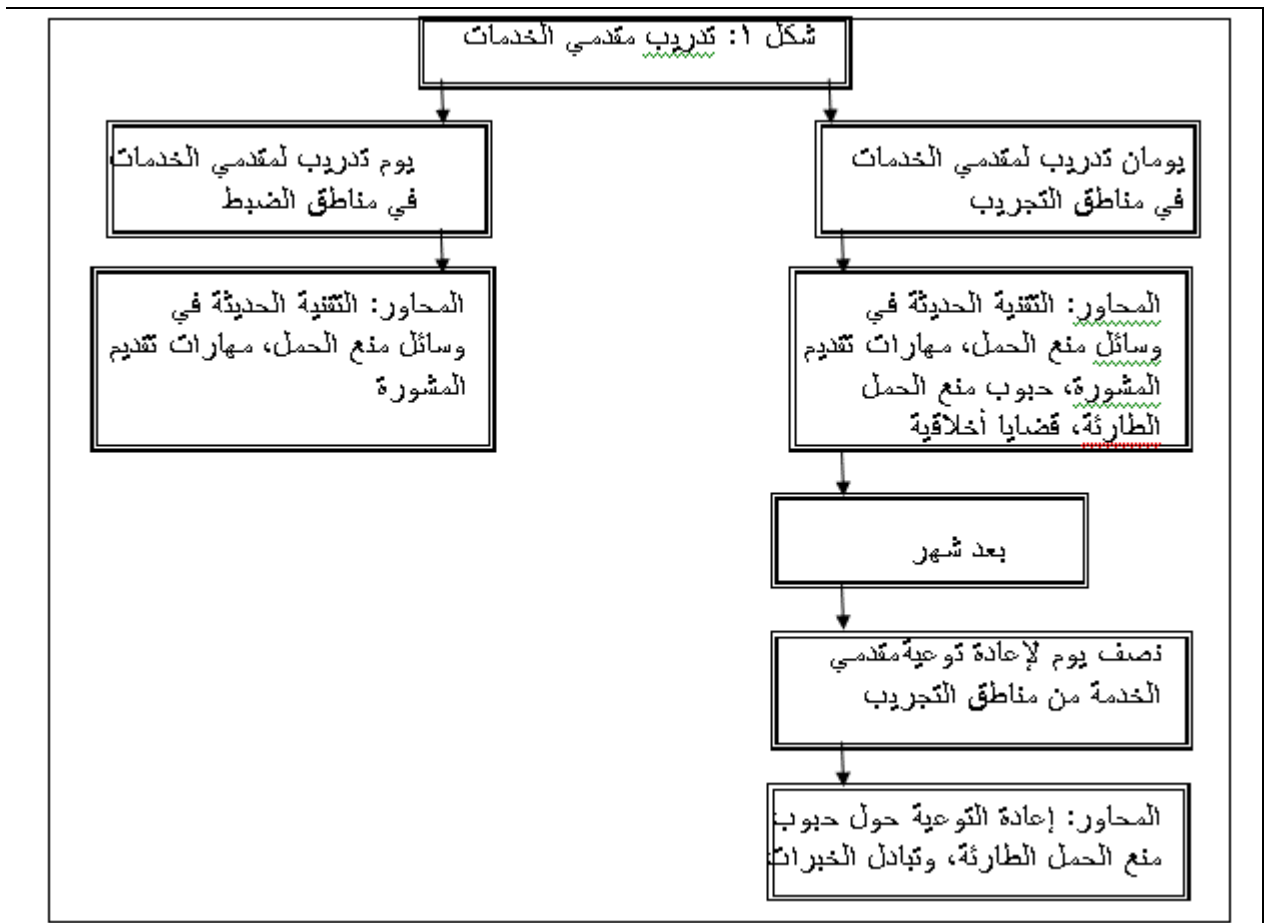 شكل ١: تدريب مقدمي الخدمات
يومان تدريب لمقدمي الخدمات
في مناطق التجريب
يوم تدريب لمقدمي الخدمات
في مناطق الضبط
المحاور: التقنية الحديثة في
وسائل منع الحمل، مهارات تقديم
المشورة، حبوب منع الحمل
الطارئة، قضايا أخلاقية
المحاور: التقنية الحديثة في
وسائل منع الحمل، مهارات تقديم
المشورة
بعد شهر
نصف يوم لإعادة توعيةمقدمي
الخدمة من مناطق التجريب
المحاور: إعادة التوعية حول حبوب
منع الحمل الطارئة، وتبادل الخبرات